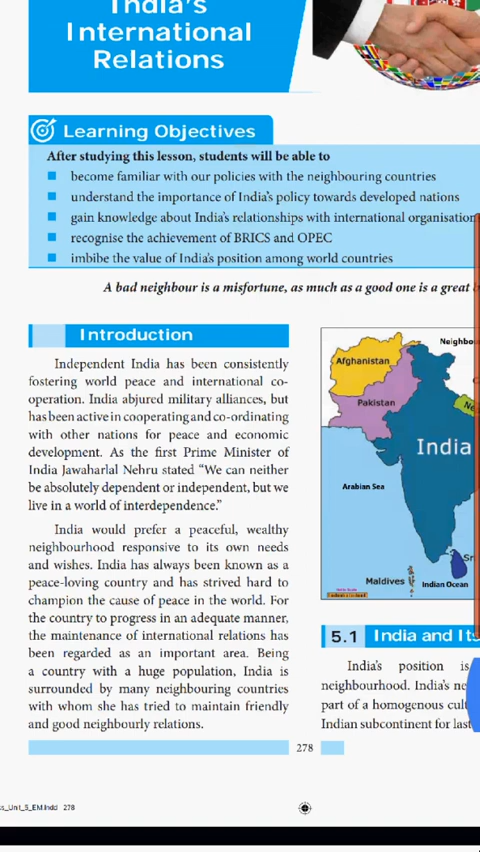 India's
International
Relations
Learning Objectives
After studying this lesson, students will be able to
become familiar with our policies with the neighbouring countries
understand the importance of India's policy towards developed nations
gain knowledge about India's relationships with international organisation
recognise the achievement of BRICS and OPEC
imbibe the value of India's position among world countries
A bad neighbour is a misfortune, as much as a good one is a great
Introduction
Independent India has been consistently
fostering world peace and international co-
operation. India abjured military alliances, but
has been active in cooperating and co-ordinating
with other nations for peace and economic
development. As the first Prime Minister of
India Jawaharlal Nehru stated “We can neither
be absolutely dependent or independent, but we
live in a world of interdependence.”
India would prefer a peaceful, wealthy
neighbourhood responsive to its own needs
and wishes. India has always been known as a
peace-loving country and has strived hard to
champion the cause of peace in the world. For
the country to progress in an adequate manner,
the maintenance of international relations has
been regarded as an important area. Being
a country with a huge population, India is
surrounded by many neighbouring countries
with whom she has tried to maintain friendly
and good neighbourly relations.
Neighbou
Afghanistan
Pakistan
Ne
India
Arabian Sea
Sr
Maldives
Indian Ocean
5.1 India and Its
India's position is
neighbourhood. India's ne
part of a homogenous cult
Indian subcontinent for last
278
s_Unit_5_EM.indd 278